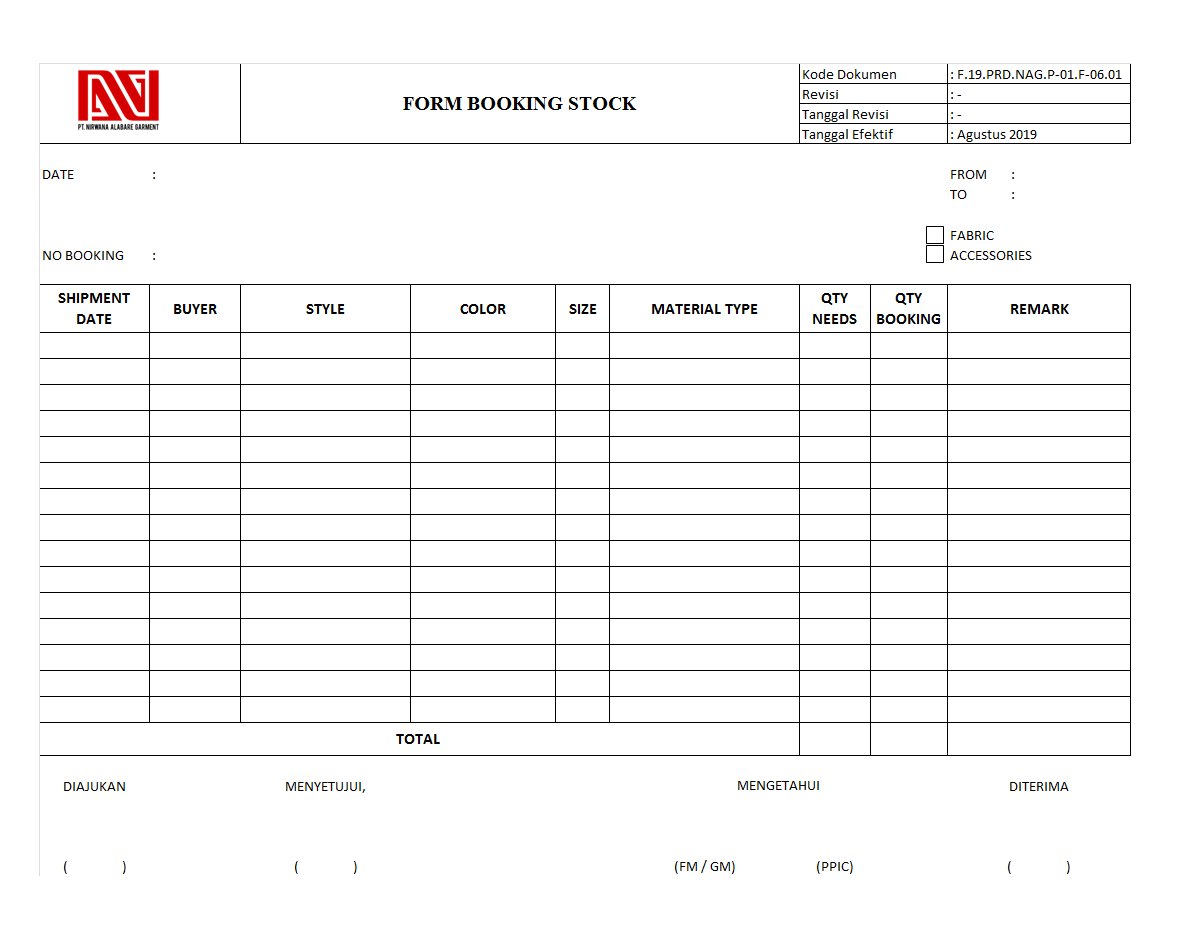 PT. NIRWANA ALABARE GARMENT
FORM BOOKING STOCK
Kode Dokumen : F.19.PRD.NAG.P-01.F-06.01
Revisi : -
Tanggal Revisi : -
Tanggal Efektif : Agustus 2019
DATE : FROM :
TO :
FABRIC
NO BOOKING : ACCESSORIES
SHIPMENT DATE BUYER STYLE COLOR SIZE MATERIAL TYPE QTY NEEDS QTY BOOKING REMARK
TOTAL
DIAJUKAN MENYETUJUI, MENGETAHUI DITERIMA
( ) ( ) (FM / GM) (PPIC) ( )